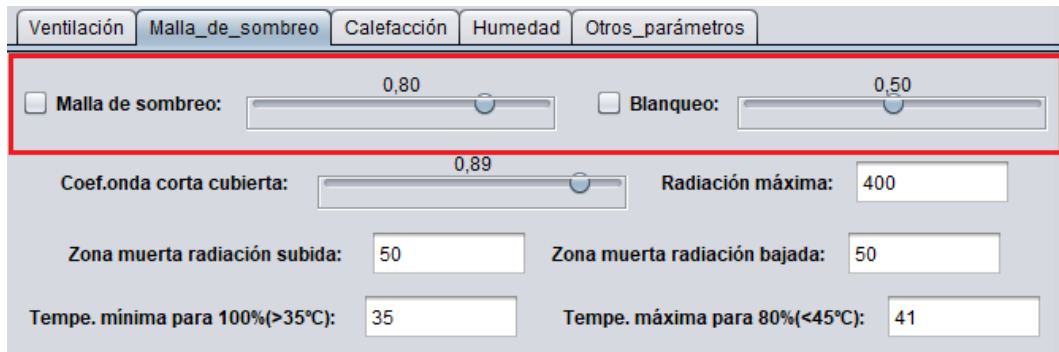 Ventilación Malla_de_sombreo Calefacción Humedad Otros_parámetros
0,80 0,50
Malla de sombreo: Blanqueo:
0,89
Coef.onda corta cubierta: Radiación máxima: 400
Zona muerta radiación subida: 50 Zona muerta radiación bajada: 50
Tempe. mínima para 100%(>35ºC): 35 Tempe. máxima para 80%(<45ºC): 41